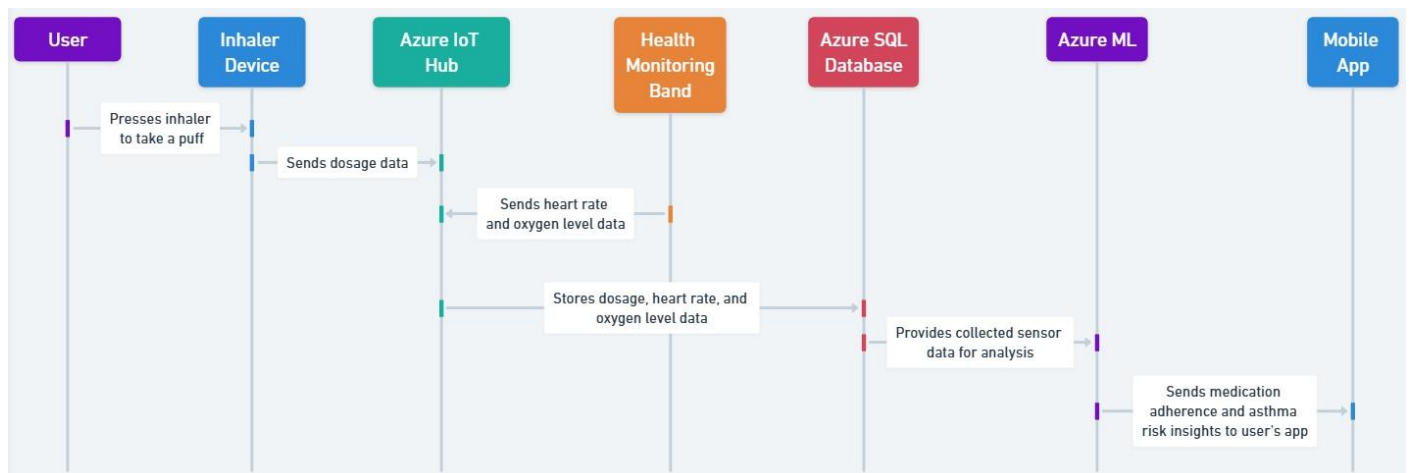 User
Inhaler
Device
Azure IoT
Hub
Health
Monitoring
Band
Azure SQL
Database
Azure ML
Mobile
App
Presses inhaler
to take a puff
Sends dosage data
Sends heart rate
and oxygen level data
Stores dosage, heart rate, and
oxygen level data
Provides collected sensor
data for analysis
Sends medication
adherence and asthma
risk insights to user's app